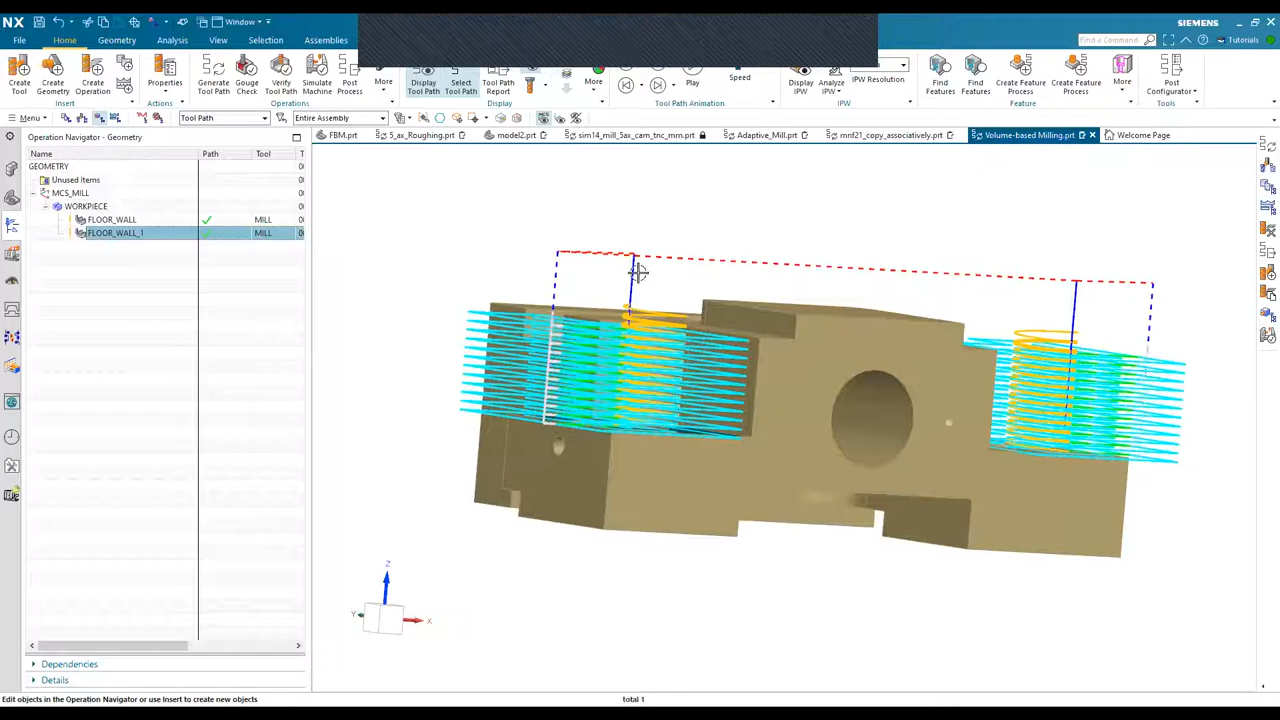 NX
Window
SIEMENS
File
Home
Geometry
Analysis
View
Selection
Assemblies
Find a Command
Tutorials
Create Tool
Create Geometry
Create Operation
Properties
Generate Tool Path
Gouge Check
Verify Tool Path
Simulate Machine
Post Process
More
Display Tool Path
Select Tool Path
Tool Path Report
More
Play
Speed
Display IPW
Analyze IPW
IPW Resolution
Find Features
Find Features
Create Feature Process
Create Feature Process
Post Configurator
Insert
Actions
Operations
Display
Tool Path Animation
IPW
Feature
Tools
Menu
Tool Path
Entire Assembly
Operation Navigator - Geometry
FBM.prt
5_ax_Roughing.prt
model2.prt
sim14_mill_5ax_cam_tnc_mm.prt
Adaptive_Mill.prt
mnf21_copy_associatively.prt
Volume-based Milling.prt
Welcome Page
Name
Path
Tool
GEOMETRY
Unused Items
MCS_MILL
WORKPIECE
FLOOR_WALL
MILL
FLOOR_WALL_1
MILL
Z
Y
X
Dependencies
Details
Edit objects in the Operation Navigator or use Insert to create new objects
total 1